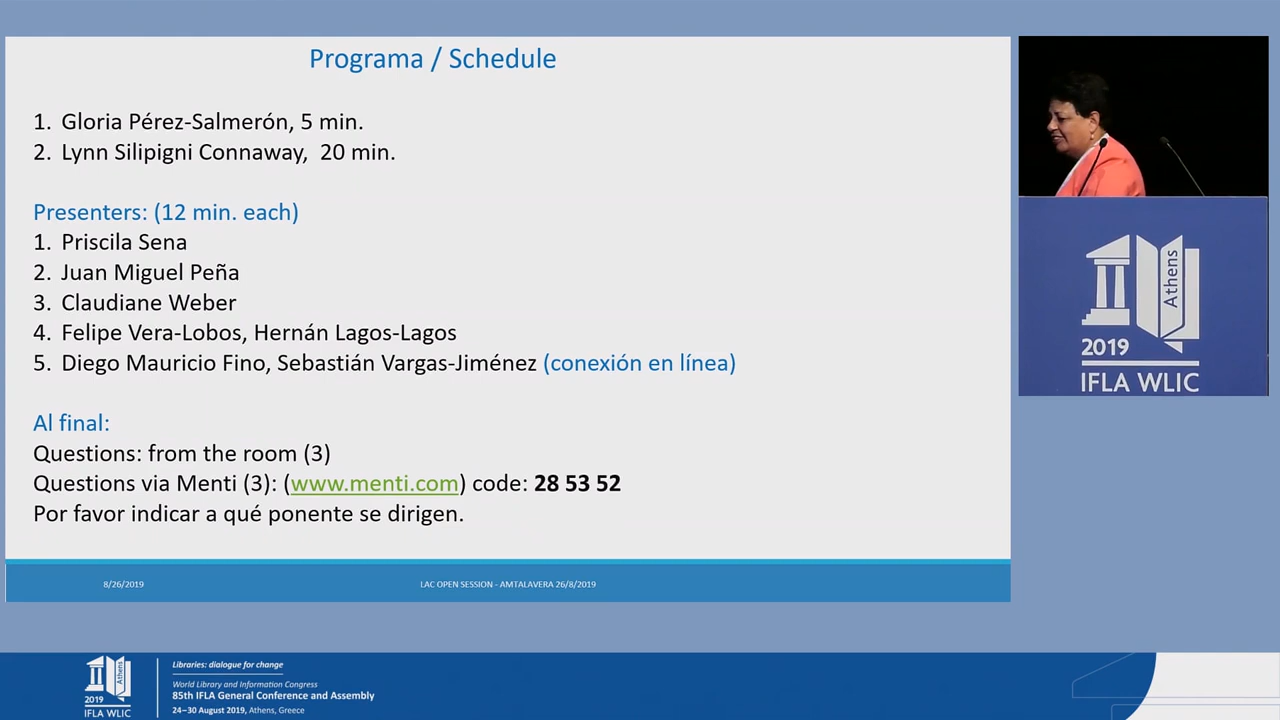 Programa / Schedule
1. Gloria Pérez-Salmerón, 5 min.
2. Lynn Silipigni Connaway, 20 min.
Presenters: (12 min. each)
1. Priscila Sena
2. Juan Miguel Peña
3. Claudiane Weber
4. Felipe Vera-Lobos, Hernán Lagos-Lagos
5. Diego Mauricio Fino, Sebastián Vargas-Jiménez (conexión en línea)
Al final:
Questions: from the room (3)
Questions via Menti (3): (www.menti.com) code: 28 53 52
Por favor indicar a qué ponente se dirigen.
8/26/2019
LAC OPEN SESSION - AMTALAVERA 26/8/2019
Athens
2019
IFLA WLIC
Athens
2019
IFLA WLIC
Libraries: dialogue for change
World Library and Information Congress
85th IFLA General Conference and Assembly
24–30 August 2019, Athens, Greece